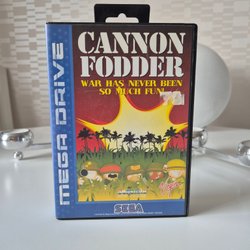 MEGA DRIVE
CANNON
FODDER
WAR HAS NEVER BEEN
SO MUCH FUN!
SEGA